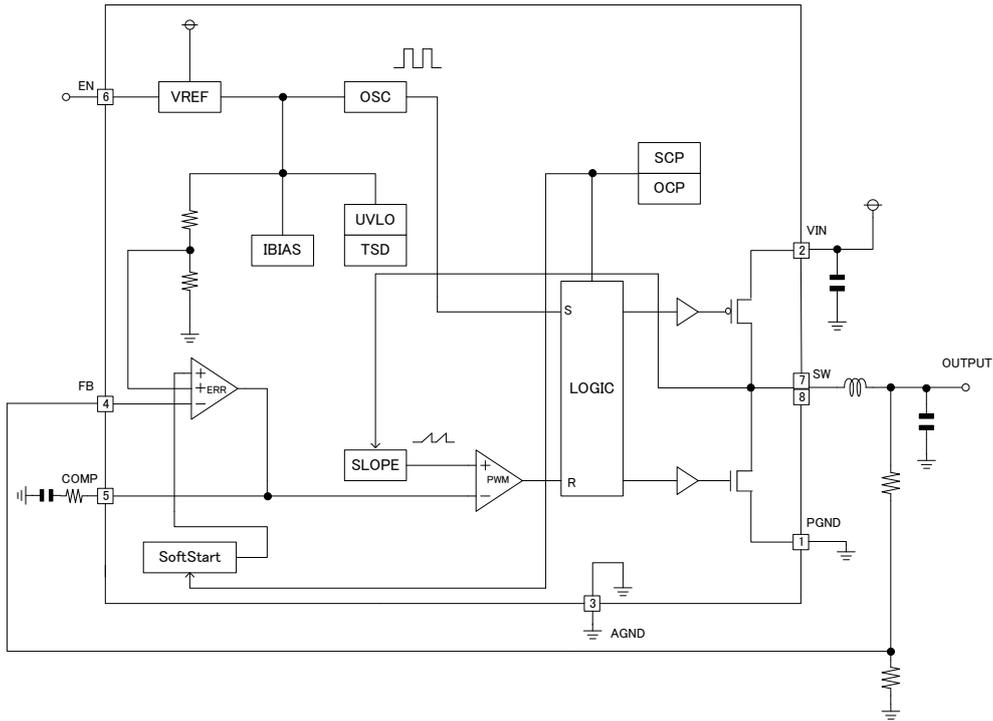 EN
6
VREF
OSC
SCP
OCP
UVLO
TSD
IBIAS
VIN
2
S
LOGIC
R
SW
7
8
OUTPUT
FB
4
+
+
ERR
−
SLOPE
+
PWM
−
COMP
5
SoftStart
PGND
1
3
AGND